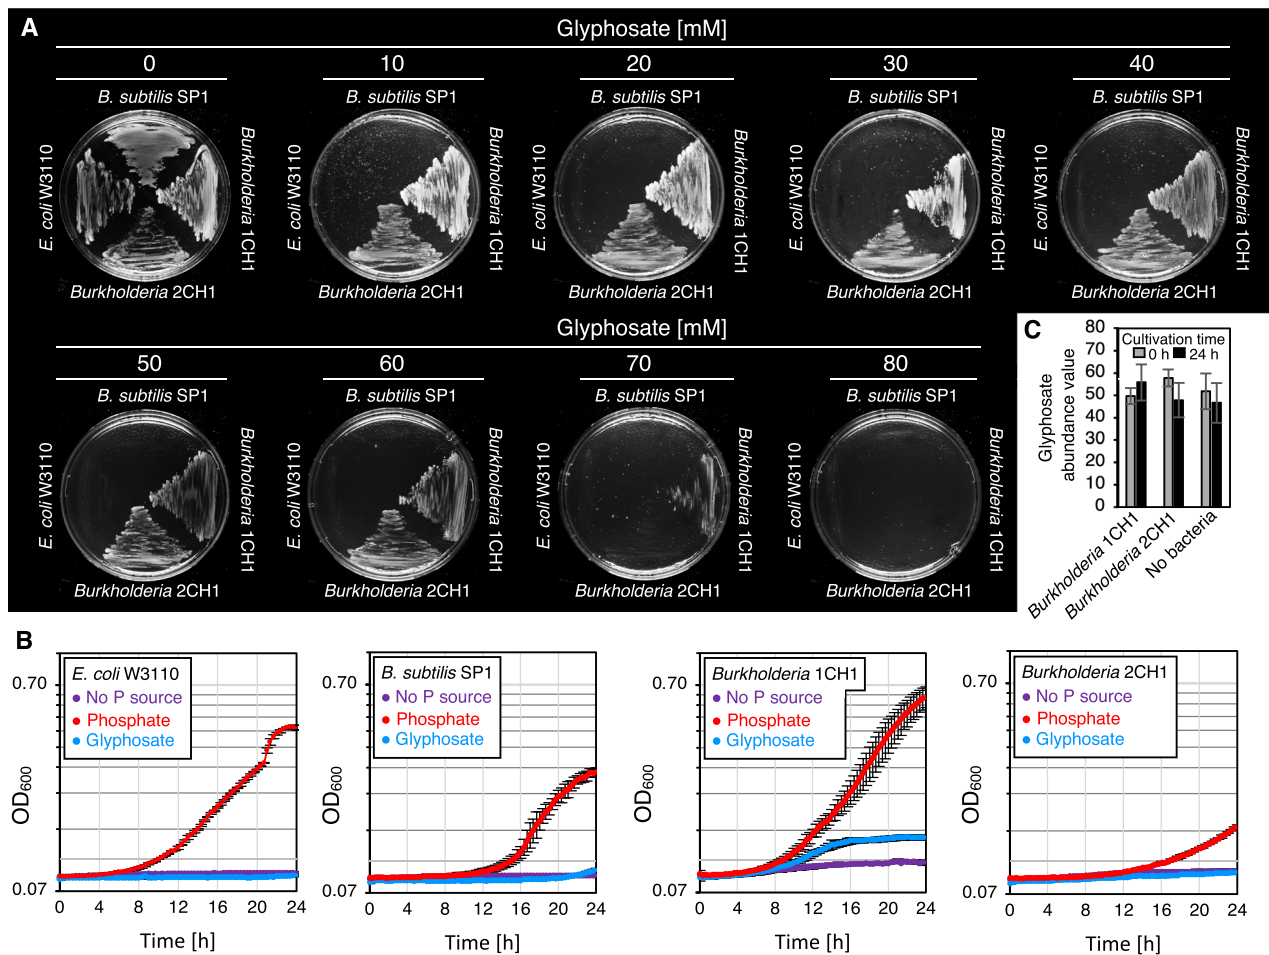 A
Glyphosate [mM]
0 10 20 30 40
B. subtilis SP1 B. subtilis SP1 B. subtilis SP1 B. subtilis SP1 B. subtilis SP1
E. coli W3110 Burkholderia 1CH1 E. coli W3110 Burkholderia 1CH1 E. coli W3110 Burkholderia 1CH1 E. coli W3110 Burkholderia 1CH1 E. coli W3110 Burkholderia 1CH1
Burkholderia 2CH1 Burkholderia 2CH1 Burkholderia 2CH1 Burkholderia 2CH1 Burkholderia 2CH1
Glyphosate [mM]
50 60 70 80
B. subtilis SP1 B. subtilis SP1 B. subtilis SP1 B. subtilis SP1
E. coli W3110 Burkholderia 1CH1 E. coli W3110 Burkholderia 1CH1 E. coli W3110 Burkholderia 1CH1 E. coli W3110 Burkholderia 1CH1
Burkholderia 2CH1 Burkholderia 2CH1 Burkholderia 2CH1 Burkholderia 2CH1
C
Glyphosate
abundance value
80
70
60
50
40
30
20
10
0
Cultivation time
0 h 24 h
Burkholderia 1CH1
Burkholderia 2CH1
No bacteria
B
E. coli W3110
No P source
Phosphate
Glyphosate
0.70
OD600
0.07
0 4 8 12 16 20 24
Time [h]
B. subtilis SP1
No P source
Phosphate
Glyphosate
0.70
OD600
0.07
0 4 8 12 16 20 24
Time [h]
Burkholderia 1CH1
No P source
Phosphate
Glyphosate
0.70
OD600
0.07
0 4 8 12 16 20 24
Time [h]
Burkholderia 2CH1
No P source
Phosphate
Glyphosate
0.70
OD600
0.07
0 4 8 12 16 20 24
Time [h]